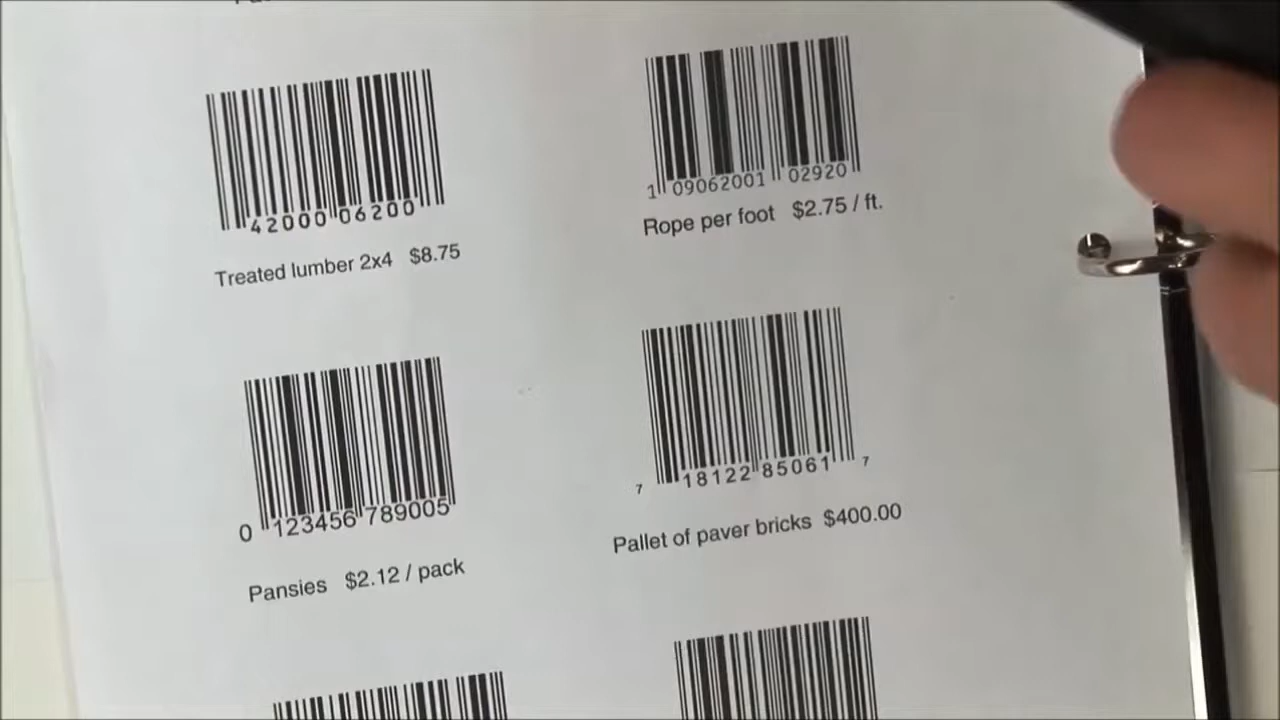 42000 06200
Treated lumber 2x4 $8.75
1 09062001 02920
Rope per foot $2.75 / ft.
0 123456 789005
Pansies $2.12 / pack
7 18122 85061 7
Pallet of paver bricks $400.00